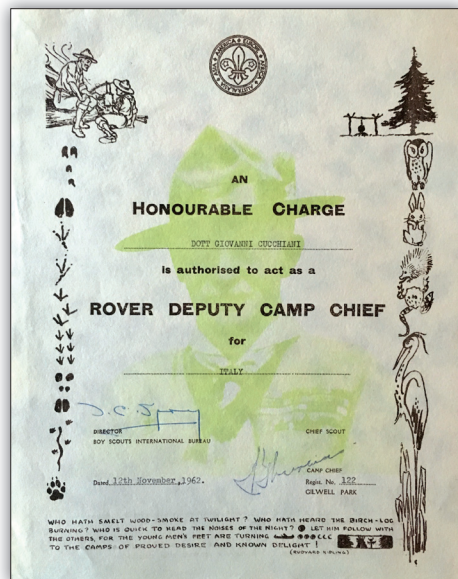 AN
HONOURABLE CHARGE
DOTT GIOVANNI CUCCHIANI
is authorised to act as a
ROVER DEPUTY CAMP CHIEF
for
ITALY
DIRECTOR
BOY SCOUTS INTERNATIONAL BUREAU
CHIEF SCOUT
CAMP CHIEF
Dated 12th November, 1962.
Regist. No. 122
GILWELL PARK
WHO HATH SMELT WOOD-SMOKE AT TWILIGHT? WHO HATH HEARD THE BIRCH-LOG
BURNING? WHO IS QUICK TO READ THE NOISES OF THE NIGHT? LET HIM FOLLOW WITH
THE OTHERS, FOR THE YOUNG MEN'S FEET ARE TURNING
TO THE CAMPS OF PROVED DESIRE AND KNOWN DELIGHT!
(RUDYARD KIPLING)